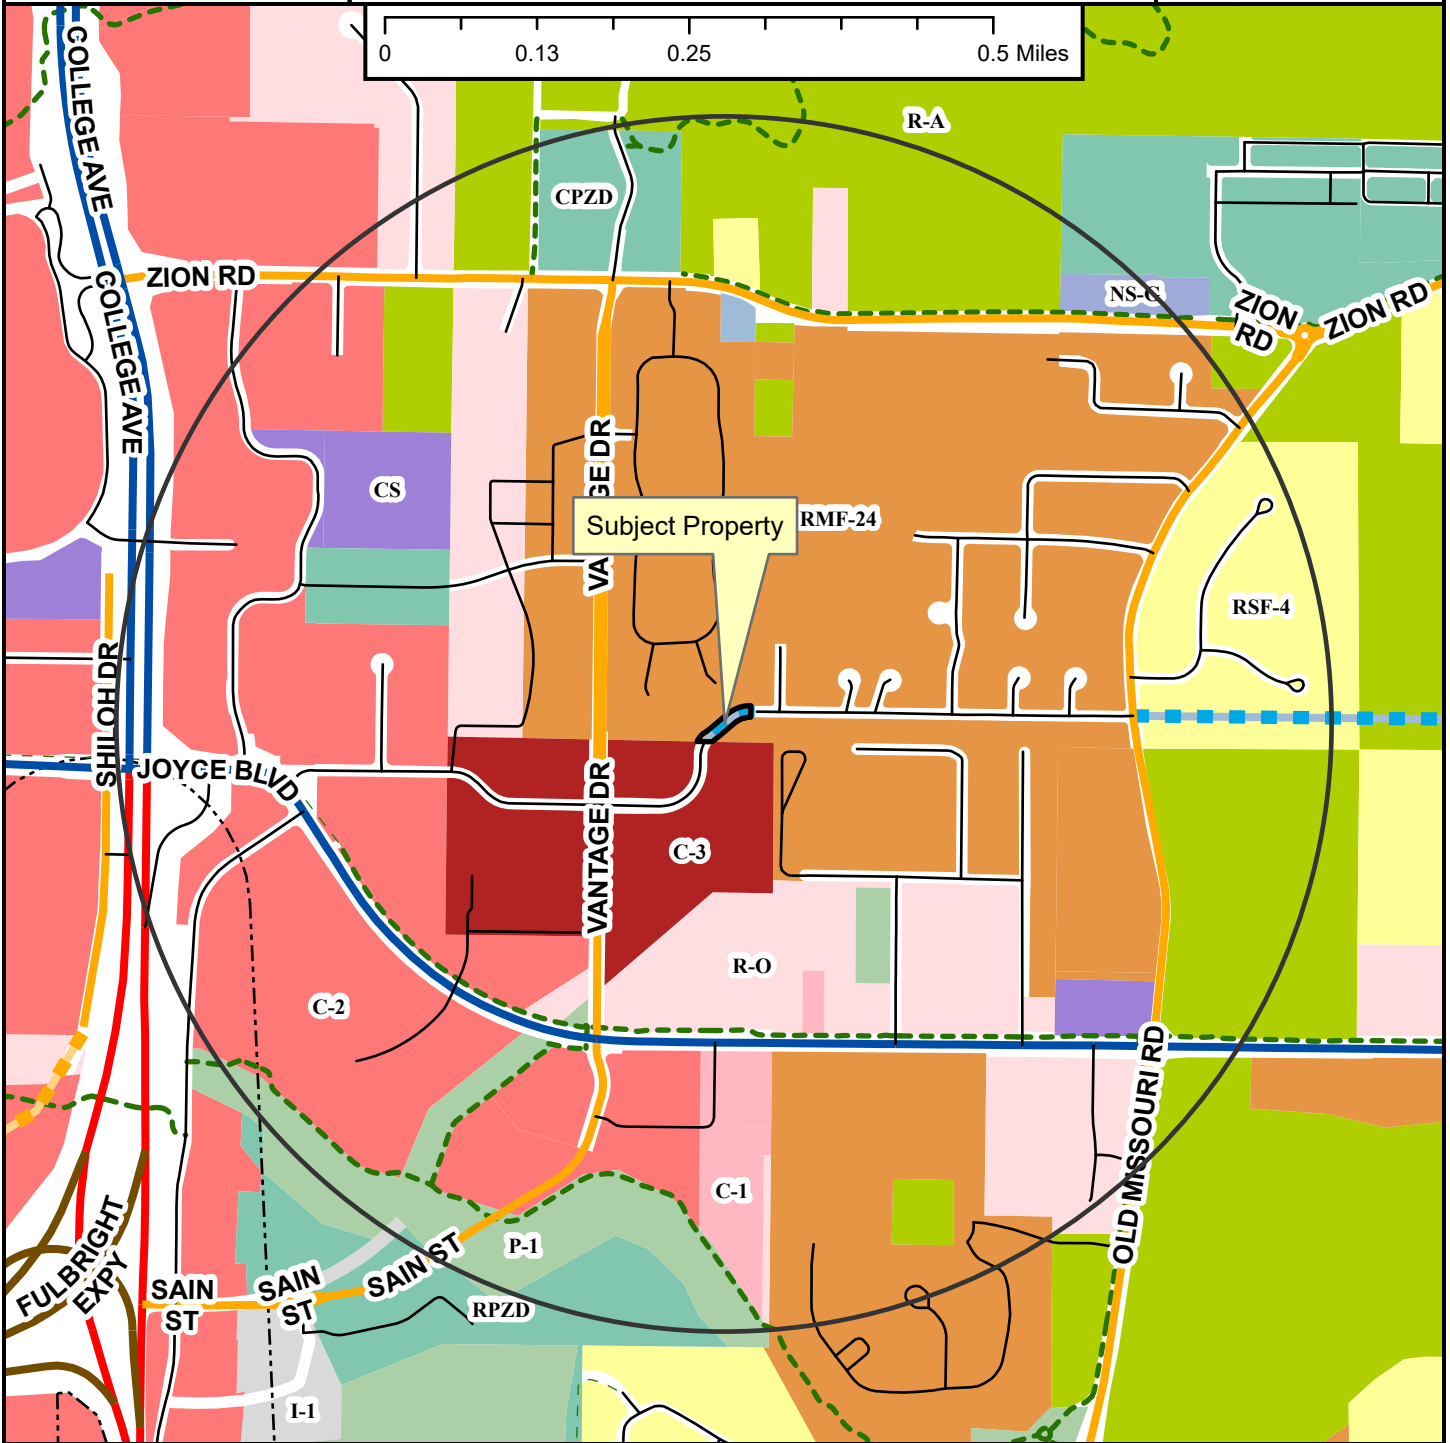 0 0.13 0.25 0.5 Miles
COLLEGE AVE
R-A
CPZD
ZION RD
COLLEGE AVE
NS-G
ZION
RD
ZION RD
CS
VANTAGE DR
RMF-24
Subject Property
RSF-4
SHILOH DR
JOYCE BLVD
VANTAGE DR
C-3
R-O
C-2
OLD MISSOURI RD
C-1
P-1
FULBRIGHT
EXPY
SAIN
ST
SAIN
ST
SAIN ST
RPZD
I-1